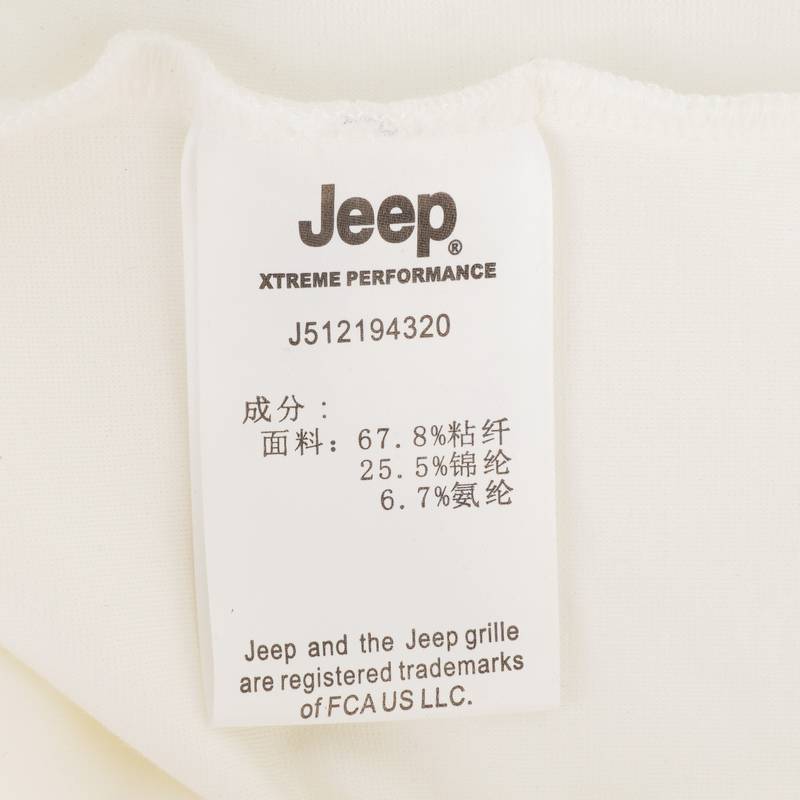 Jeep®
XTREME PERFORMANCE
J512194320
成分：
面料：67.8%粘纤
25.5%锦纶
6.7%氨纶
Jeep and the Jeep grille
are registered trademarks
of FCA US LLC.